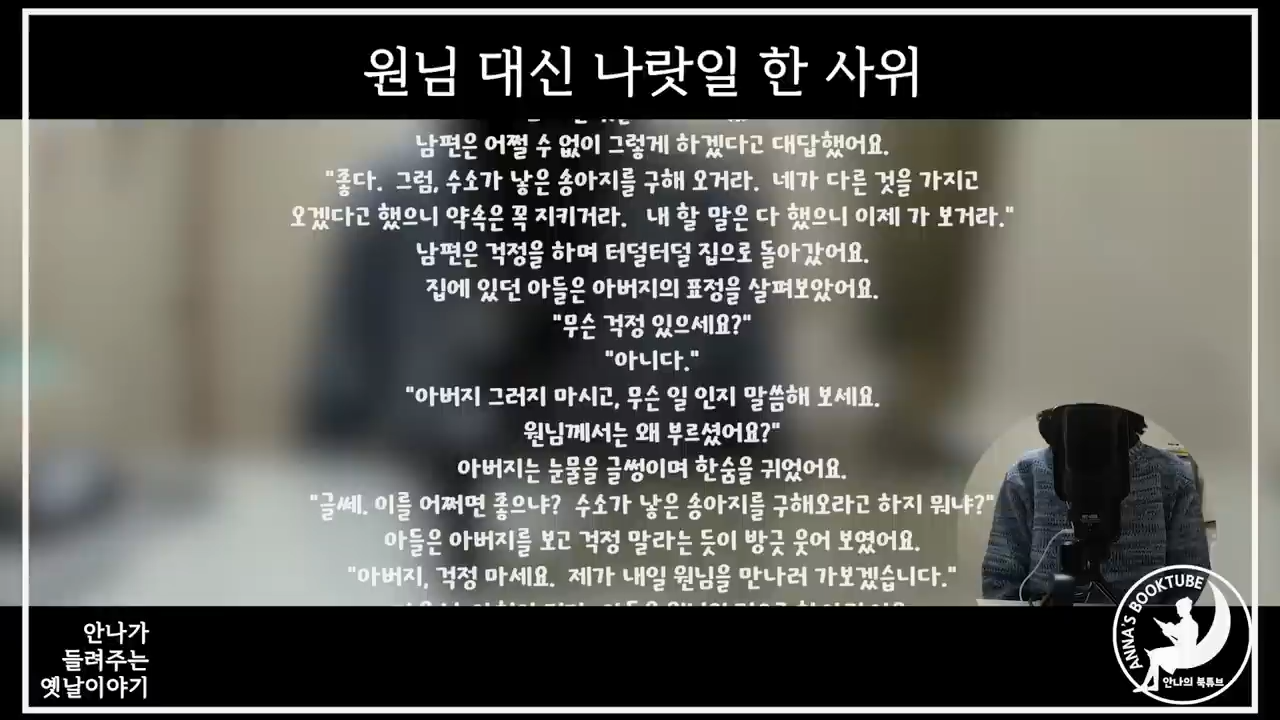 원님 대신 나랏일 한 사위
남편은 어쩔 수 없이 그렇게 하겠다고 대답했어요.
"좋다. 그럼, 수소가 낳은 송아지를 구해 오거라. 네가 다른 것을 가지고
오겠다고 했으니 약속은 꼭 지키거라. 내 할 말은 다 했으니 이제 가 보거라."
남편은 걱정을 하며 터덜터덜 집으로 돌아갔어요.
집에 있던 아들은 아버지의 표정을 살펴보았어요.
"무슨 걱정 있으세요?"
"아니다."
"아버지 그러지 마시고, 무슨 일 인지 말씀해 보세요.
원님께서는 왜 부르셨어요?"
아버지는 눈물을 글썽이며 한숨을 귀었어요.
"글쎄. 이를 어쩌면 좋으냐? 수소가 낳은 송아지를 구해오라고 하지 뭐냐?"
아들은 아버지를 보고 걱정 말라는 듯이 방긋 웃어 보였어요.
"아버지, 걱정 마세요. 제가 내일 원님을 만나러 가보겠습니다."
안나가
들려주는
옛날이야기
ANNA'S BOOKTUBE
안나의 북튜브